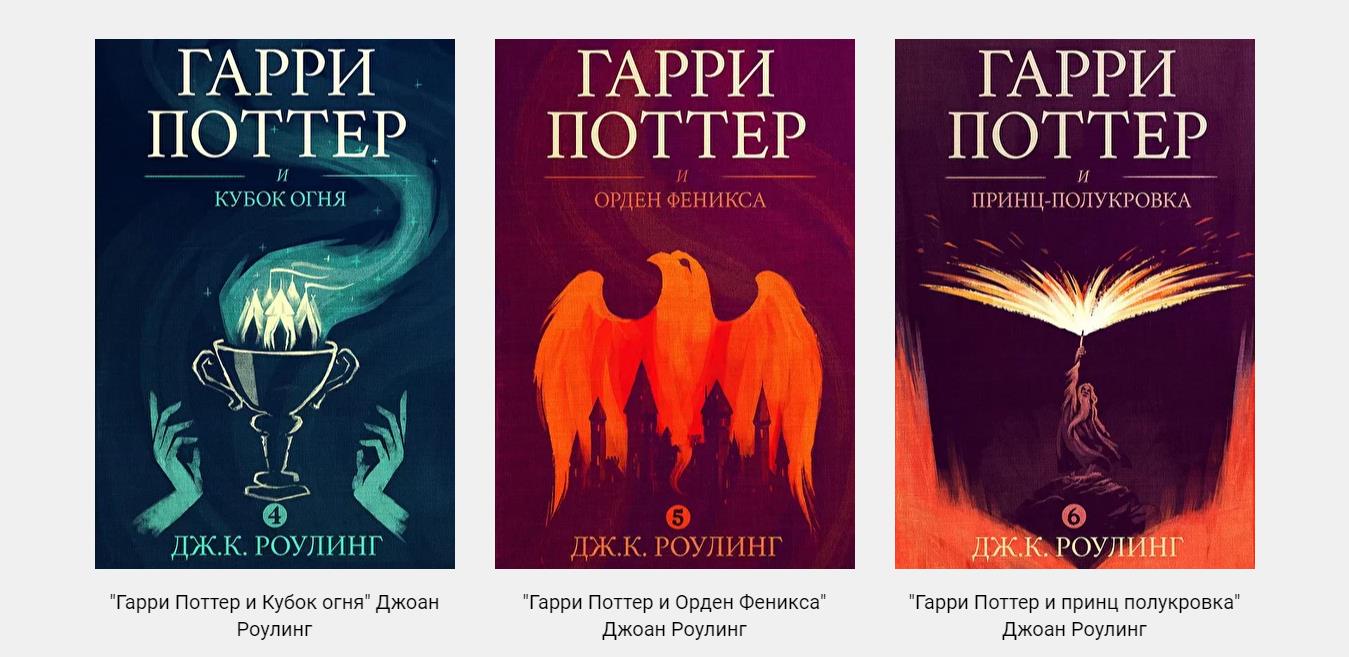 ГАРРИ
ПОТТЕР
И
КУБОК ОГНЯ
4
ДЖ.К. РОУЛИНГ
"Гарри Поттер и Кубок огня" Джоан
Роулинг
ГАРРИ
ПОТТЕР
И
ОРДЕН ФЕНИКСА
5
ДЖ.К. РОУЛИНГ
"Гарри Поттер и Орден Феникса"
Джоан Роулинг
ГАРРИ
ПОТТЕР
И
ПРИНЦ-ПОЛУКРОВКА
6
ДЖ.К. РОУЛИНГ
"Гарри Поттер и принц полукровка"
Джоан Роулинг